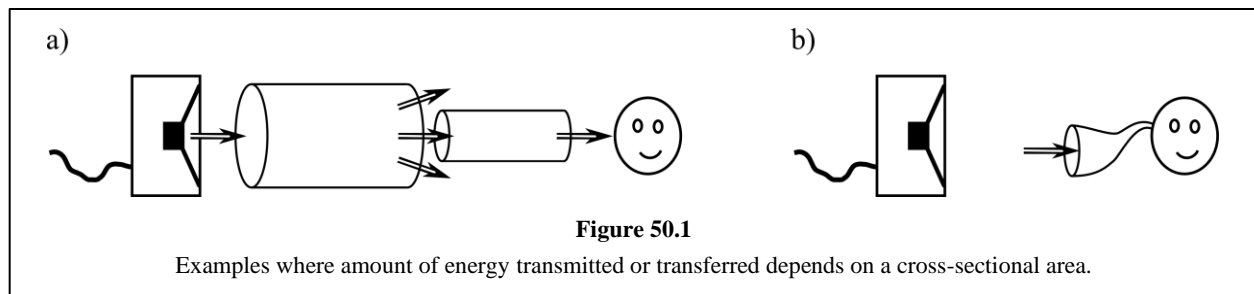 a)
b)
Figure 50.1
Examples where amount of energy transmitted or transferred depends on a cross-sectional area.